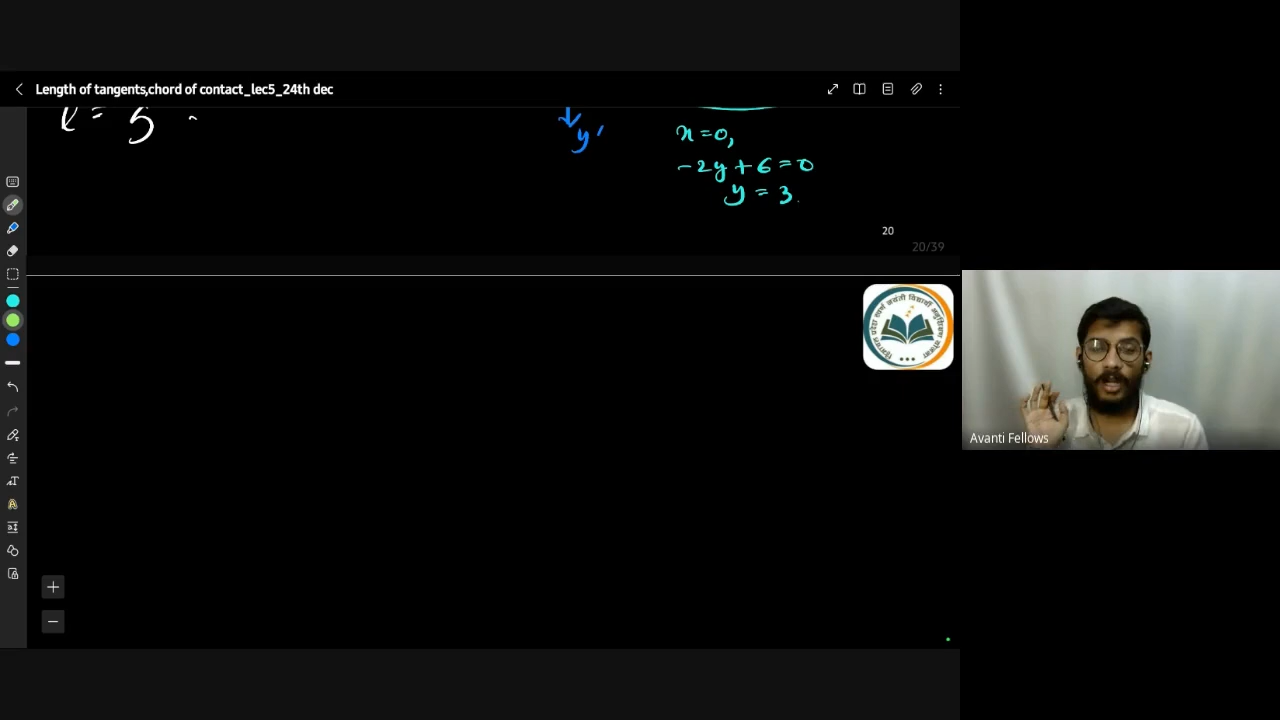 Length of tangents,chord of contact_lec5_24th dec
l = 5
y'
x=0,
-2y+6=0
y = 3.
20
20/39
Avanti Fellows